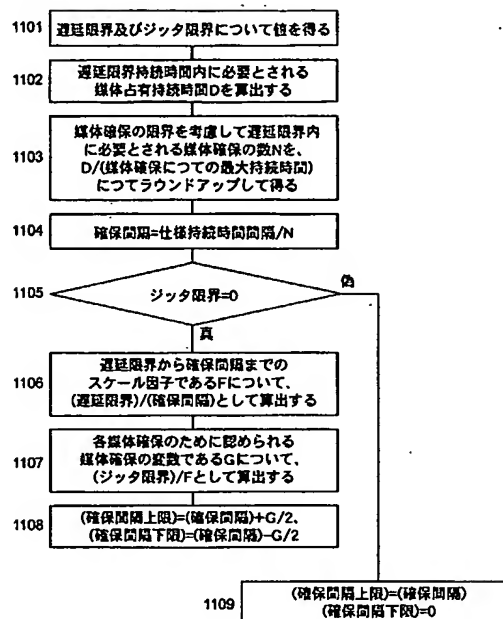 1101
遅延限界及びジッタ限界について値を得る
1102
遅延限界持続時間内に必要とされる
媒体占有持続時間Dを算出する
1103
媒体確保の限界を考慮して遅延限界内
に必要とされる媒体確保の数Nを、
D/(媒体確保につての最大持続時間)
につてラウンドアップして得る
1104
確保間隔=仕様持続時間間隔/N
1105
ジッタ限界=0
偽
真
1106
遅延限界から確保間隔までの
スケール因子であるFについて、
(遅延限界)/(確保間隔)として算出する
1107
各媒体確保のために認められる
媒体確保の変数であるGについて、
(ジッタ限界)/Fとして算出する
1108
(確保間隔上限)=(確保間隔)+G/2、
(確保間隔下限)=(確保間隔)−G/2
1109
(確保間隔上限)=(確保間隔)
(確保間隔下限)=0